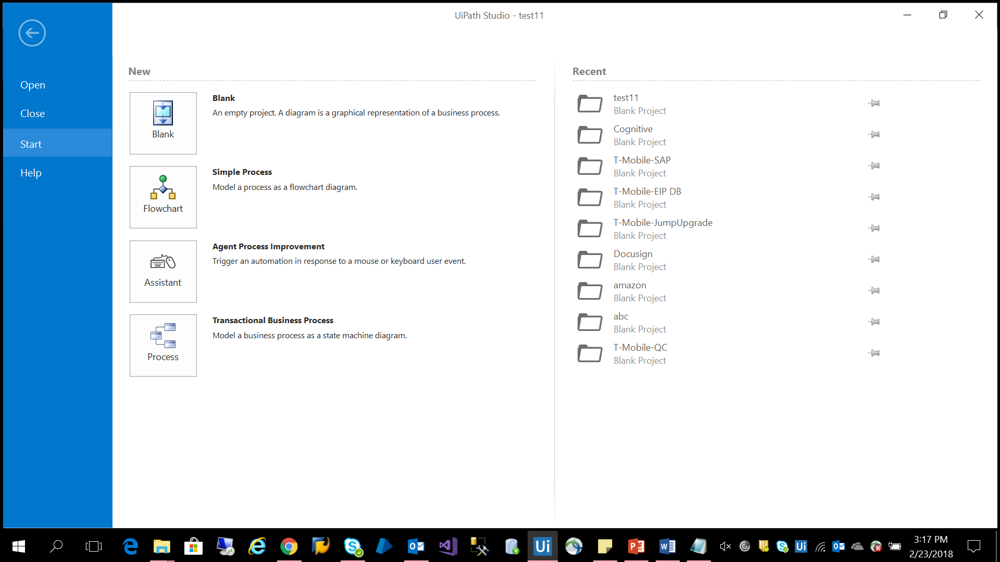 UiPath Studio - test11
Open
Close
Start
Help
New
Blank
Blank
An empty project. A diagram is a graphical representation of a business process.
Flowchart
Simple Process
Model a process as a flowchart diagram.
Assistant
Agent Process Improvement
Trigger an automation in response to a mouse or keyboard user event.
Process
Transactional Business Process
Model a business process as a state machine diagram.
Recent
test11
Blank Project
Cognitive
Blank Project
T-Mobile-SAP
Blank Project
T-Mobile-EIP DB
Blank Project
T-Mobile-JumpUpgrade
Blank Project
Docusign
Blank Project
amazon
Blank Project
abc
Blank Project
T-Mobile-QC
Blank Project
Ui
Ui
3:17 PM
2/23/2018